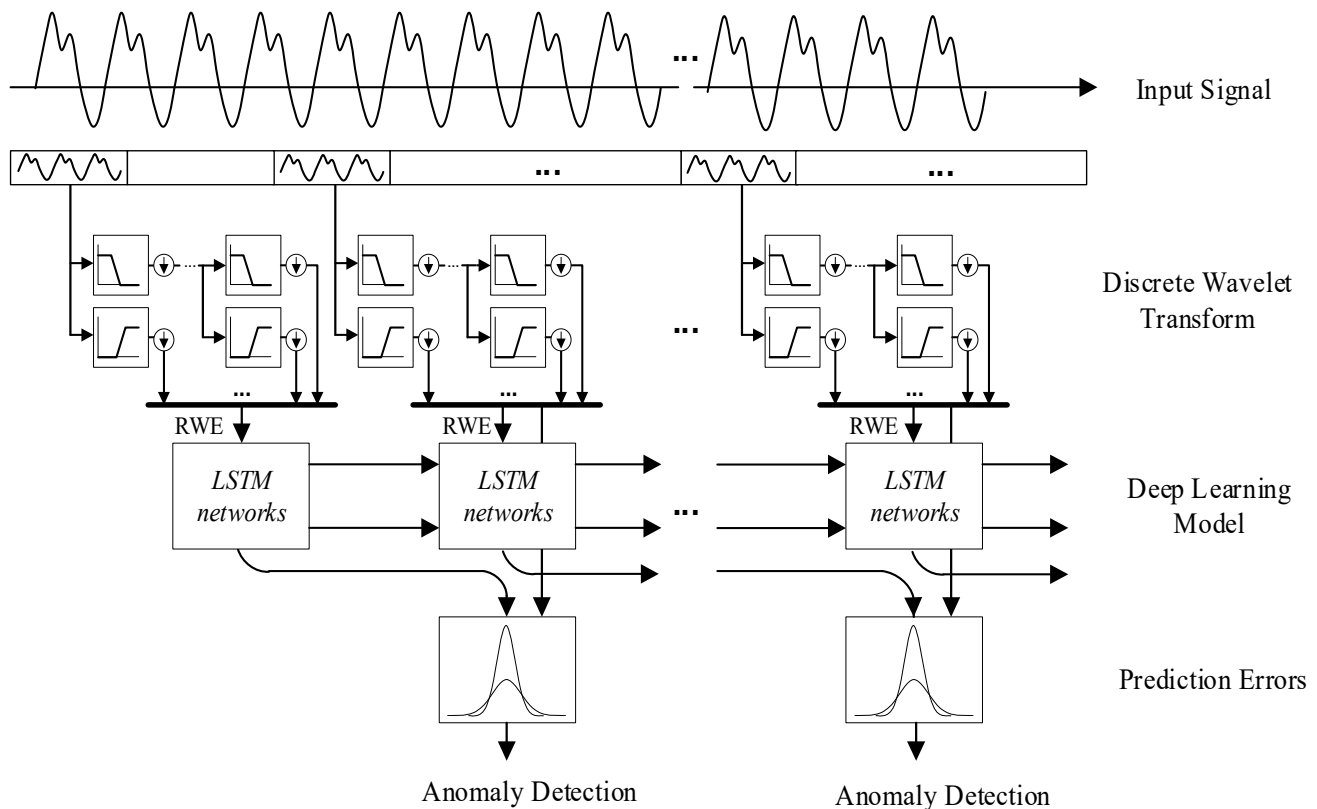 ...
Input Signal
... ...
Discrete Wavelet
Transform
...
... ... ...
RWE RWE RWE
LSTM
networks
LSTM
networks
LSTM
networks
...
Deep Learning
Model
Prediction Errors
Anomaly Detection
Anomaly Detection